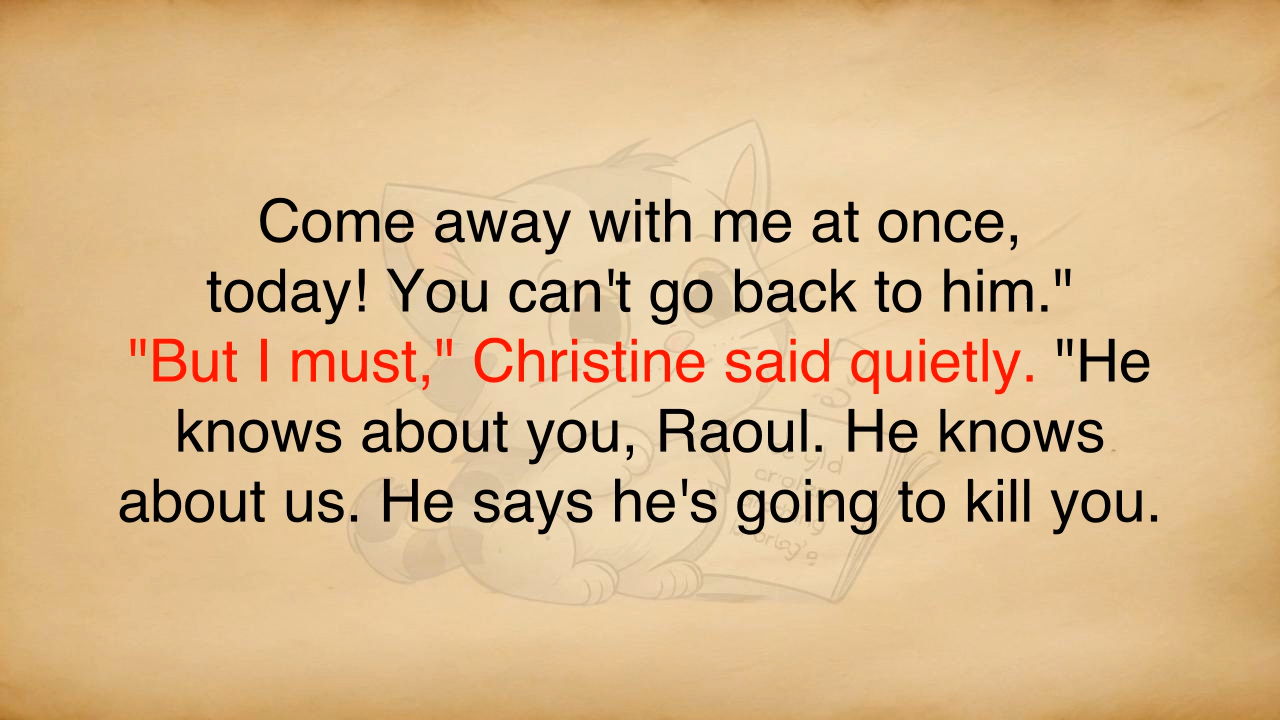 Come away with me at once,
today! You can't go back to him."
"But I must," Christine said quietly. "He
knows about you, Raoul. He knows
about us. He says he's going to kill you.